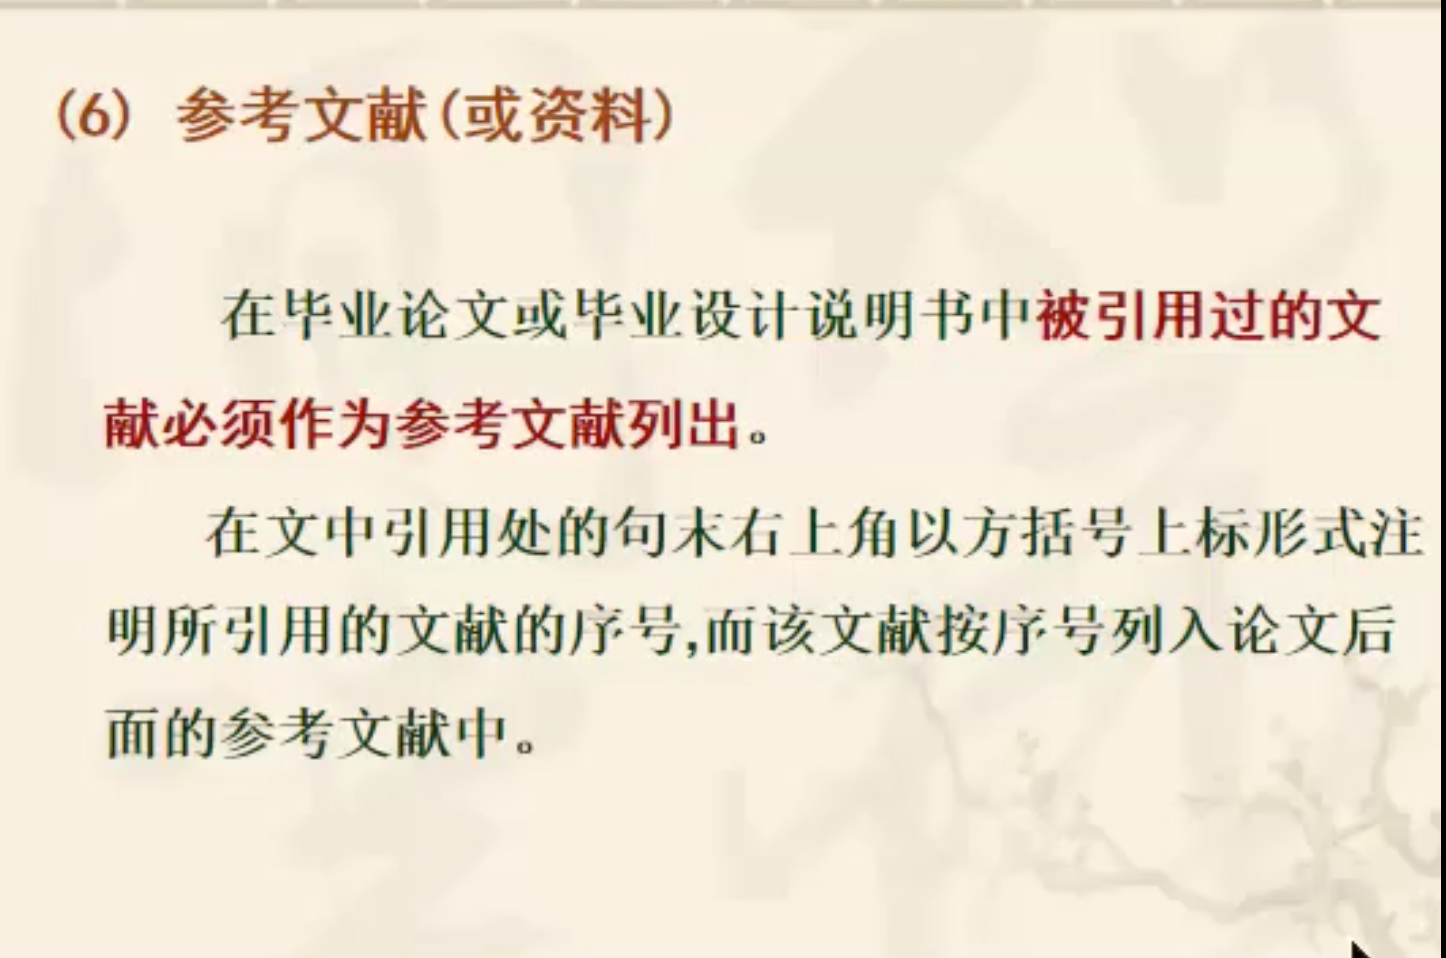 (6) 参考文献(或资料)
在毕业论文或毕业设计说明书中被引用过的文
献必须作为参考文献列出。
在文中引用处的句末右上角以方括号上标形式注
明所引用的文献的序号,而该文献按序号列入论文后
面的参考文献中。